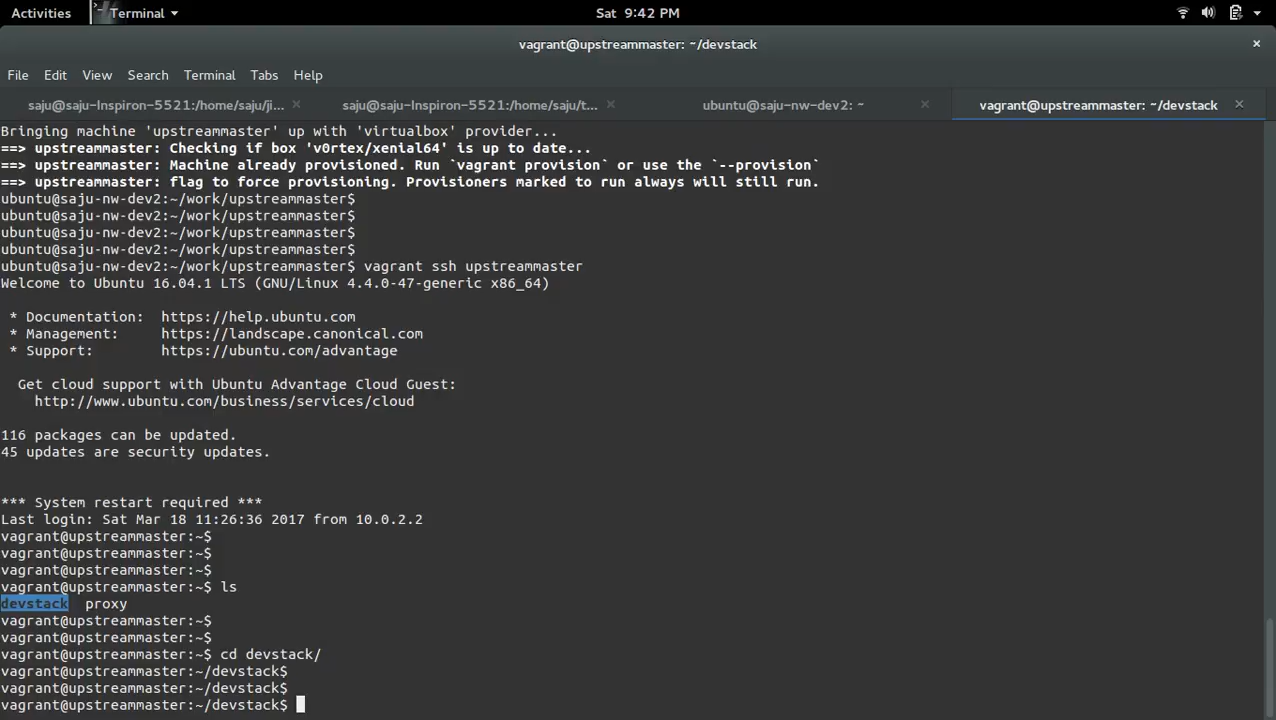 Activities Terminal Sat 9:42 PM
vagrant@upstreammaster: ~/devstack
File Edit View Search Terminal Tabs Help
saju@saju-Inspiron-5521:/home/saju/ji... saju@saju-Inspiron-5521:/home/saju/t... ubuntu@saju-nw-dev2: ~ vagrant@upstreammaster: ~/devstack
Bringing machine 'upstreammaster' up with 'virtualbox' provider...
==> upstreammaster: Checking if box 'v0rtex/xenial64' is up to date...
==> upstreammaster: Machine already provisioned. Run `vagrant provision` or use the `--provision`
==> upstreammaster: flag to force provisioning. Provisioners marked to run always will still run.
ubuntu@saju-nw-dev2:~/work/upstreammaster$
ubuntu@saju-nw-dev2:~/work/upstreammaster$
ubuntu@saju-nw-dev2:~/work/upstreammaster$
ubuntu@saju-nw-dev2:~/work/upstreammaster$
ubuntu@saju-nw-dev2:~/work/upstreammaster$ vagrant ssh upstreammaster
Welcome to Ubuntu 16.04.1 LTS (GNU/Linux 4.4.0-47-generic x86_64)
* Documentation: https://help.ubuntu.com
* Management: https://landscape.canonical.com
* Support: https://ubuntu.com/advantage
Get cloud support with Ubuntu Advantage Cloud Guest:
http://www.ubuntu.com/business/services/cloud
116 packages can be updated.
45 updates are security updates.
*** System restart required ***
Last login: Sat Mar 18 11:26:36 2017 from 10.0.2.2
vagrant@upstreammaster:~$
vagrant@upstreammaster:~$
vagrant@upstreammaster:~$
vagrant@upstreammaster:~$ ls
devstack proxy
vagrant@upstreammaster:~$
vagrant@upstreammaster:~$
vagrant@upstreammaster:~$ cd devstack/
vagrant@upstreammaster:~/devstack$
vagrant@upstreammaster:~/devstack$
vagrant@upstreammaster:~/devstack$